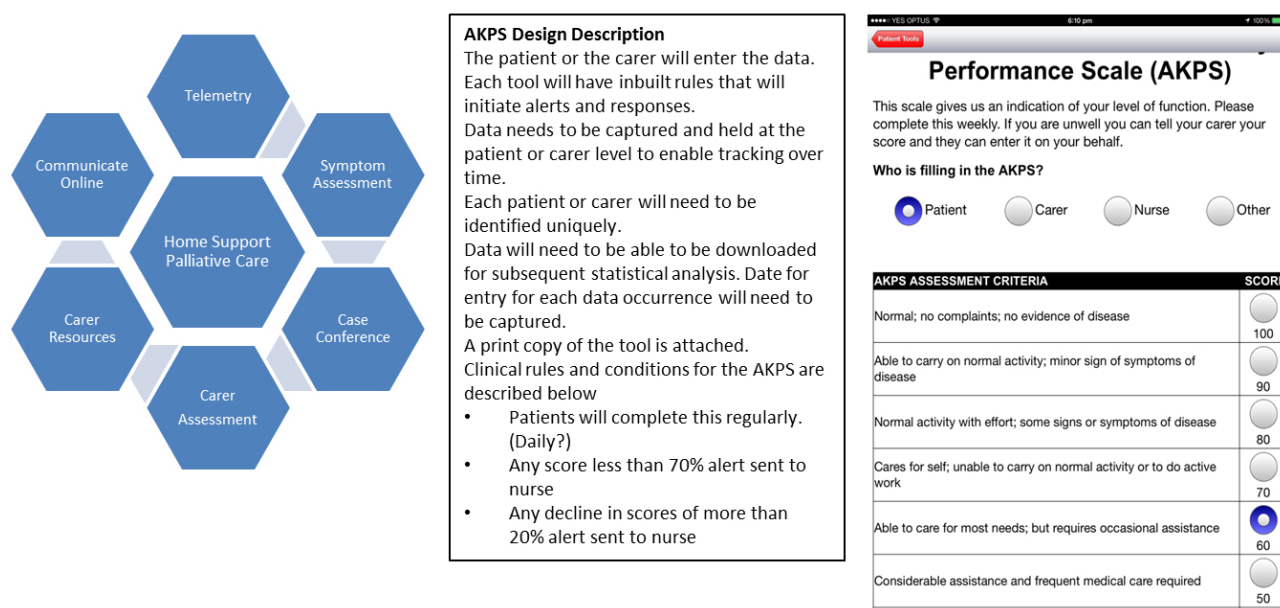 Telemetry
Communicate
Online
Symptom
Assessment
Home Support
Palliative Care
Carer
Resources
Case
Conference
Carer
Assessment
AKPS Design Description
The patient or the carer will enter the data.
Each tool will have inbuilt rules that will
initiate alerts and responses.
Data needs to be captured and held at the
patient or carer level to enable tracking over
time.
Each patient or carer will need to be
identified uniquely.
Data will need to be able to be downloaded
for subsequent statistical analysis. Date for
entry for each data occurrence will need to
be captured.
A print copy of the tool is attached.
Clinical rules and conditions for the AKPS are
described below
• Patients will complete this regularly.
(Daily?)
• Any score less than 70% alert sent to
nurse
• Any decline in scores of more than
20% alert sent to nurse
YES OPTUS 6:10 pm 100%
Patient Tools
Performance Scale (AKPS)
This scale gives us an indication of your level of function. Please
complete this weekly. If you are unwell you can tell your carer your
score and they can enter it on your behalf.
Who is filling in the AKPS?
Patient Carer Nurse Other
AKPS ASSESSMENT CRITERIA SCOR
Normal; no complaints; no evidence of disease
100
Able to carry on normal activity; minor sign of symptoms of
disease
90
Normal activity with effort; some signs or symptoms of disease
80
Cares for self; unable to carry on normal activity or to do active
work
70
Able to care for most needs; but requires occasional assistance
60
Considerable assistance and frequent medical care required
50